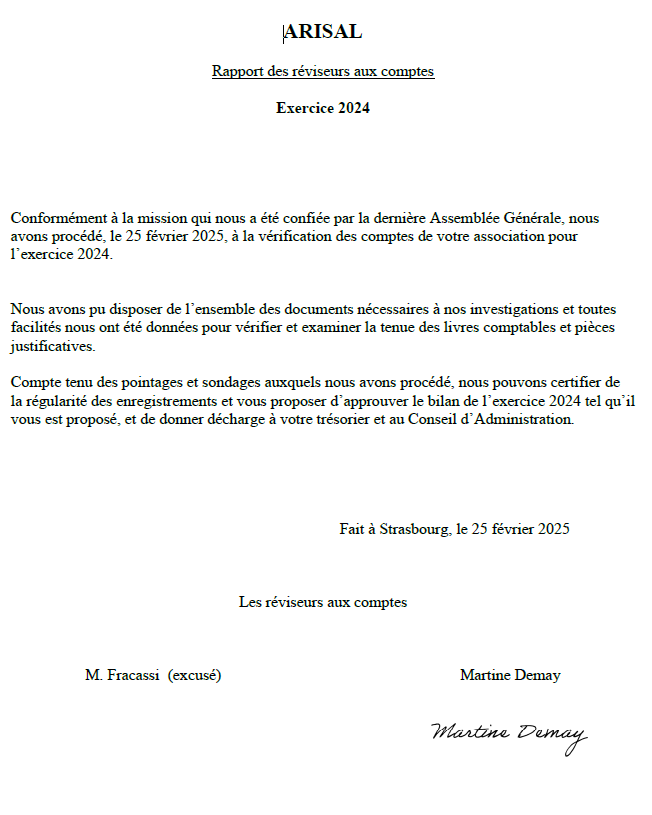 ARISAL
Rapport des réviseurs aux comptes
Exercice 2024
Conformément à la mission qui nous a été confiée par la dernière Assemblée Générale, nous
avons procédé, le 25 février 2025, à la vérification des comptes de votre association pour
l'exercice 2024.
Nous avons pu disposer de l'ensemble des documents nécessaires à nos investigations et toutes
facilités nous ont été données pour vérifier et examiner la tenue des livres comptables et pièces
justificatives.
Compte tenu des pointages et sondages auxquels nous avons procédé, nous pouvons certifier de
la régularité des enregistrements et vous proposer d'approuver le bilan de l'exercice 2024 tel qu'il
vous est proposé, et de donner décharge à votre trésorier et au Conseil d'Administration.
Fait à Strasbourg, le 25 février 2025
Les réviseurs aux comptes
M. Fracassi  (excusé) Martine Demay
Martine Demay